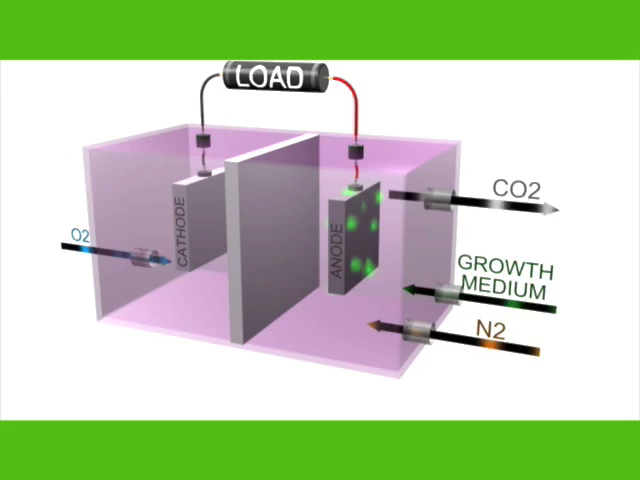 LOAD
CATHODE
ANODE
O2
CO2
GROWTH
MEDIUM
N2